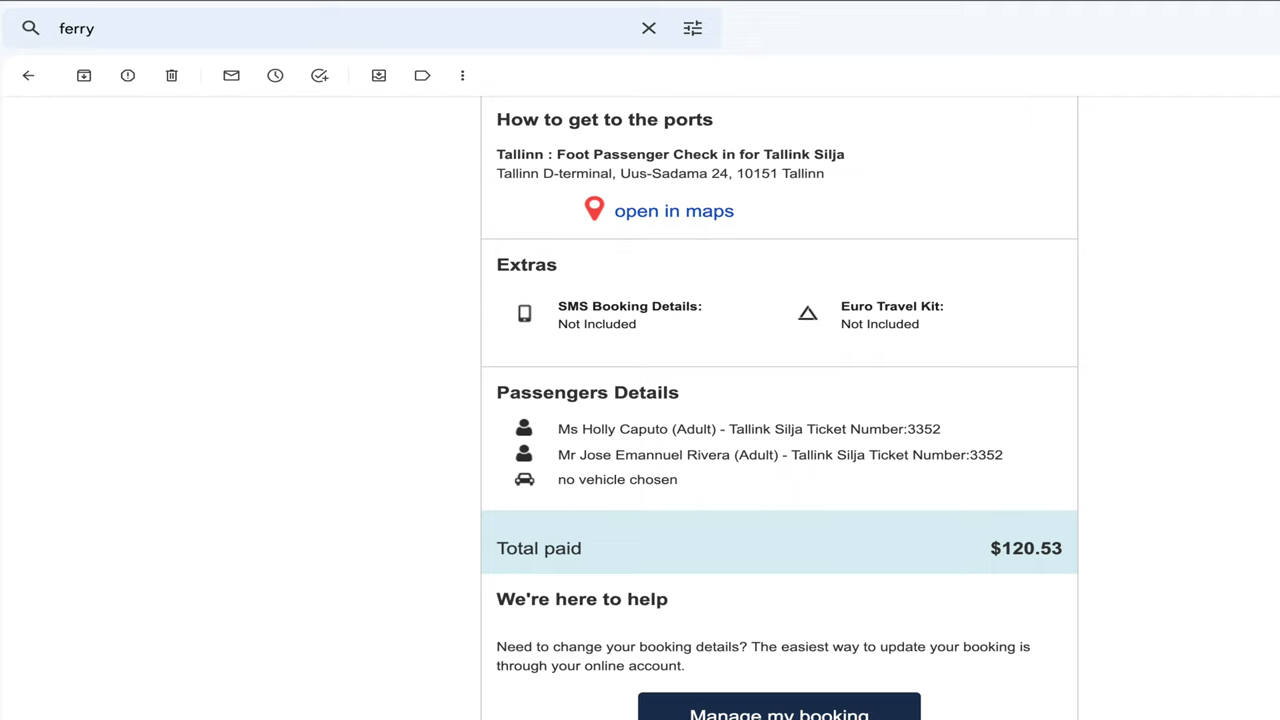 ferry
How to get to the ports
Tallinn : Foot Passenger Check in for Tallink Silja
Tallinn D-terminal, Uus-Sadama 24, 10151 Tallinn
open in maps
Extras
SMS Booking Details:
Not Included
Euro Travel Kit:
Not Included
Passengers Details
Ms Holly Caputo (Adult) - Tallink Silja Ticket Number:3352
Mr Jose Emannuel Rivera (Adult) - Tallink Silja Ticket Number:3352
no vehicle chosen
Total paid
$120.53
We're here to help
Need to change your booking details? The easiest way to update your booking is
through your online account.
Manage my booking